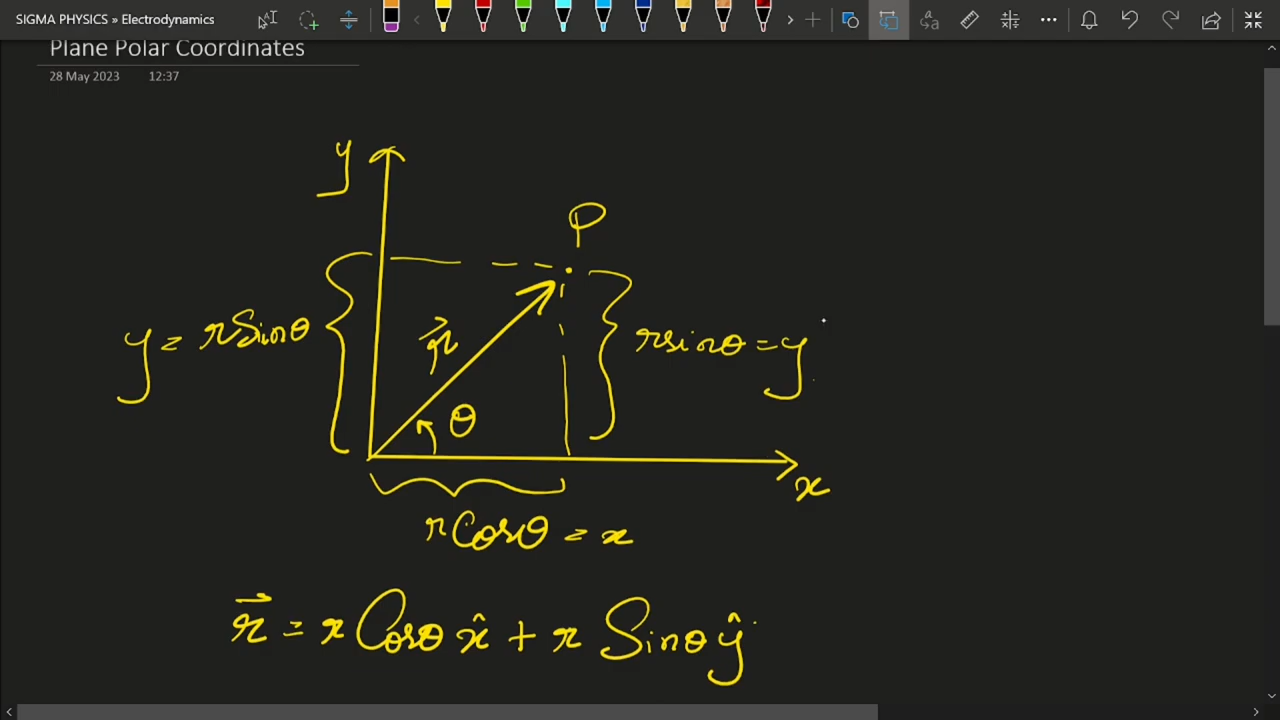 SIGMA PHYSICS » Electrodynamics
Plane Polar Coordinates
28 May 2023 12:37
y
P
y = r Sinθ
r⃗
r sinθ = y
θ
x
r Cosθ = x
r⃗ = r Cosθ x̂ + r Sinθ ŷ